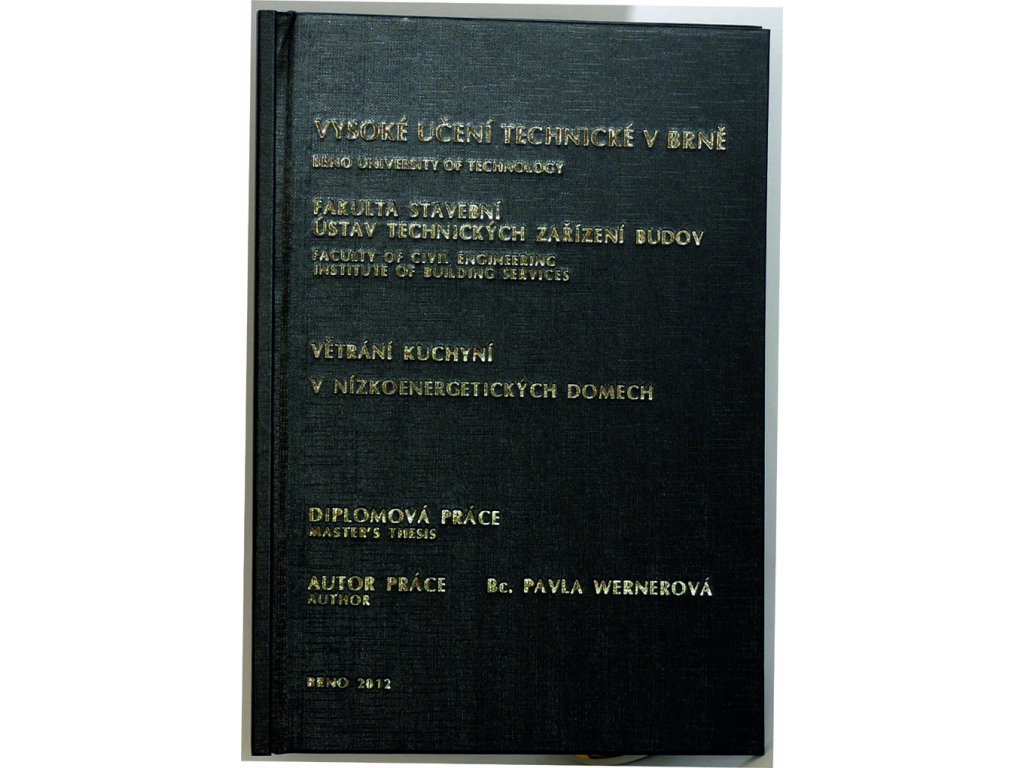 VYSOKÉ UČENÍ TECHNICKÉ V BRNĚ
BRNO UNIVERSITY OF TECHNOLOGY
FAKULTA STAVEBNÍ
ÚSTAV TECHNICKÝCH ZAŘÍZENÍ BUDOV
FACULTY OF CIVIL ENGINEERING
INSTITUTE OF BUILDING SERVICES
VĚTRÁNÍ KUCHYNÍ
V NÍZKOENERGETICKÝCH DOMECH
DIPLOMOVÁ PRÁCE
MASTER'S THESIS
AUTOR PRÁCE Bc. PAVLA WERNEROVÁ
AUTHOR
BRNO 2012